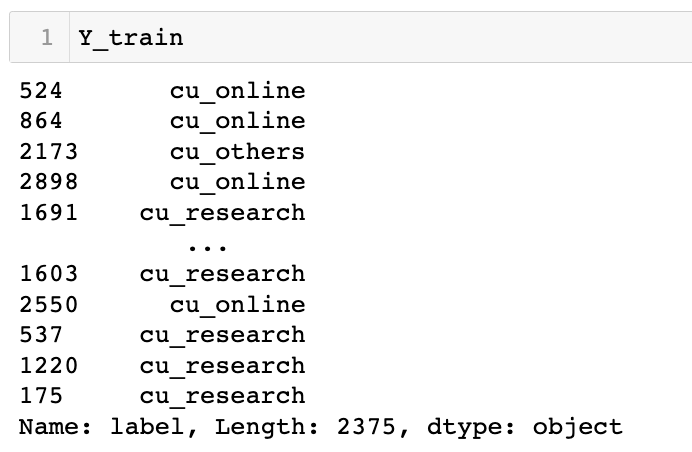 1 Y_train
524 cu_online
864 cu_online
2173 cu_others
2898 cu_online
1691 cu_research
...
1603 cu_research
2550 cu_online
537 cu_research
1220 cu_research
175 cu_research
Name: label, Length: 2375, dtype: object